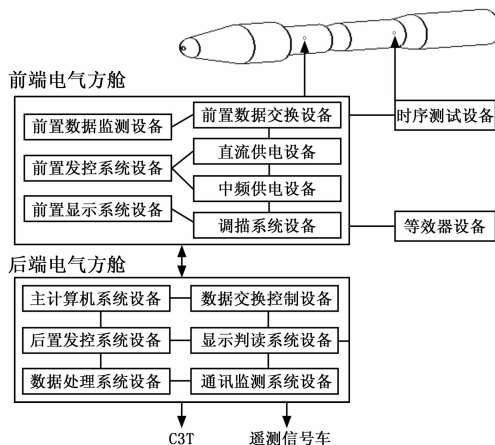 前端电气方舱
前置数据交换设备
时序测试设备
前置数据监测设备
直流供电设备
前置发控系统设备
中频供电设备
前置显示系统设备
调描系统设备
等效器设备
后端电气方舱
主计算机系统设备
数据交换控制设备
后置发控系统设备
显示判读系统设备
数据处理系统设备
通讯监测系统设备
C3T
遥测信号车